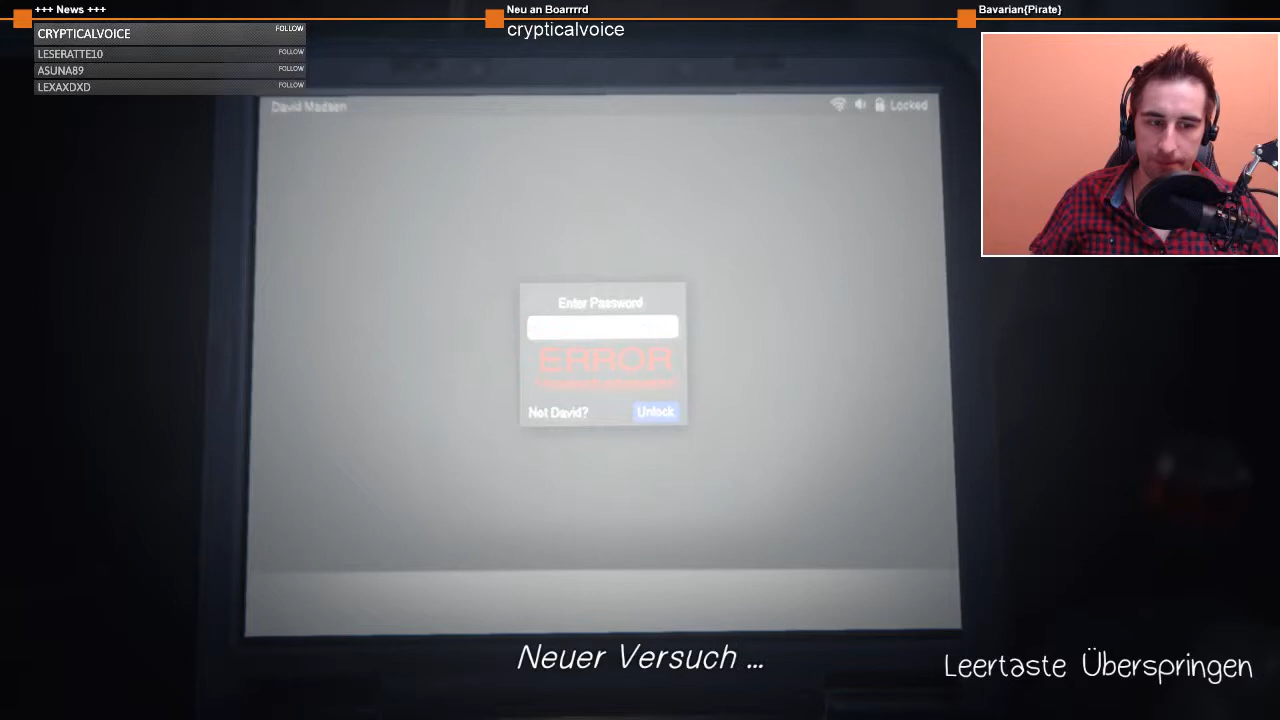 +++ News +++
Neu an Boarrrrd
Bavarian{Pirate}
CRYPTICALVOICE FOLLOW
crypticalvoice
LESERATTE10 FOLLOW
ASUNA89 FOLLOW
LEXAXDXD FOLLOW
David Madsen
Locked
Enter Password
ERROR
Not David?
Unlock
Neuer Versuch ...
Leertaste Überspringen